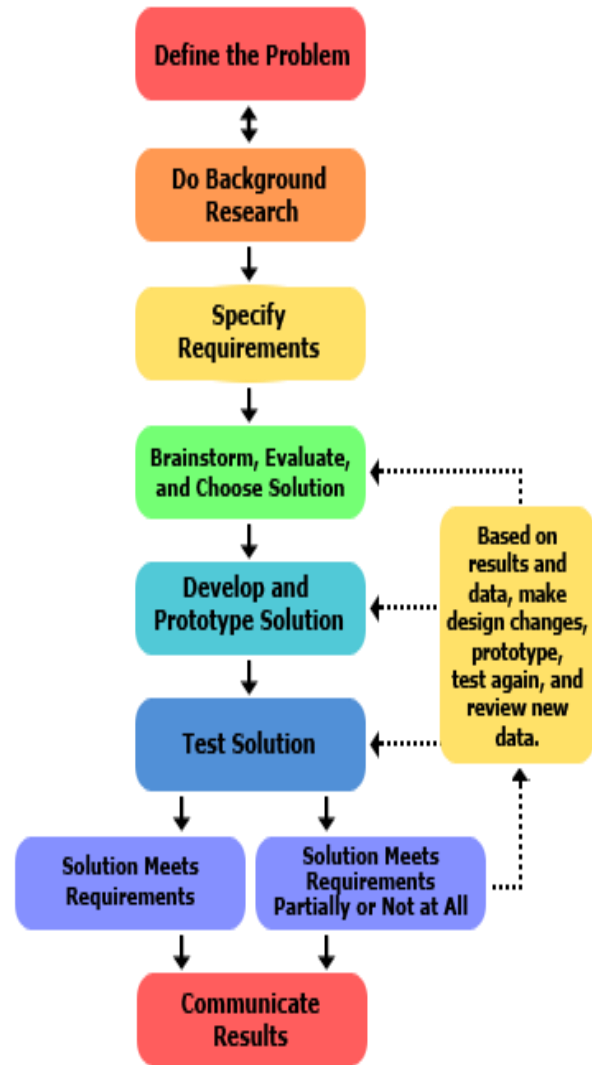 Define the Problem
Do Background
Research
Specify
Requirements
Brainstorm, Evaluate,
and Choose Solution
Develop and
Prototype Solution
Test Solution
Based on
results and
data, make
design changes,
prototype,
test again, and
review new
data.
Solution Meets
Requirements
Solution Meets
Requirements
Partially or Not at All
Communicate
Results